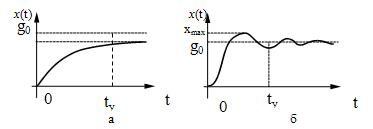 x(t)
g₀
0
tᵥ
t
а
x(t)
xmax
g₀
0
tᵥ
t
б